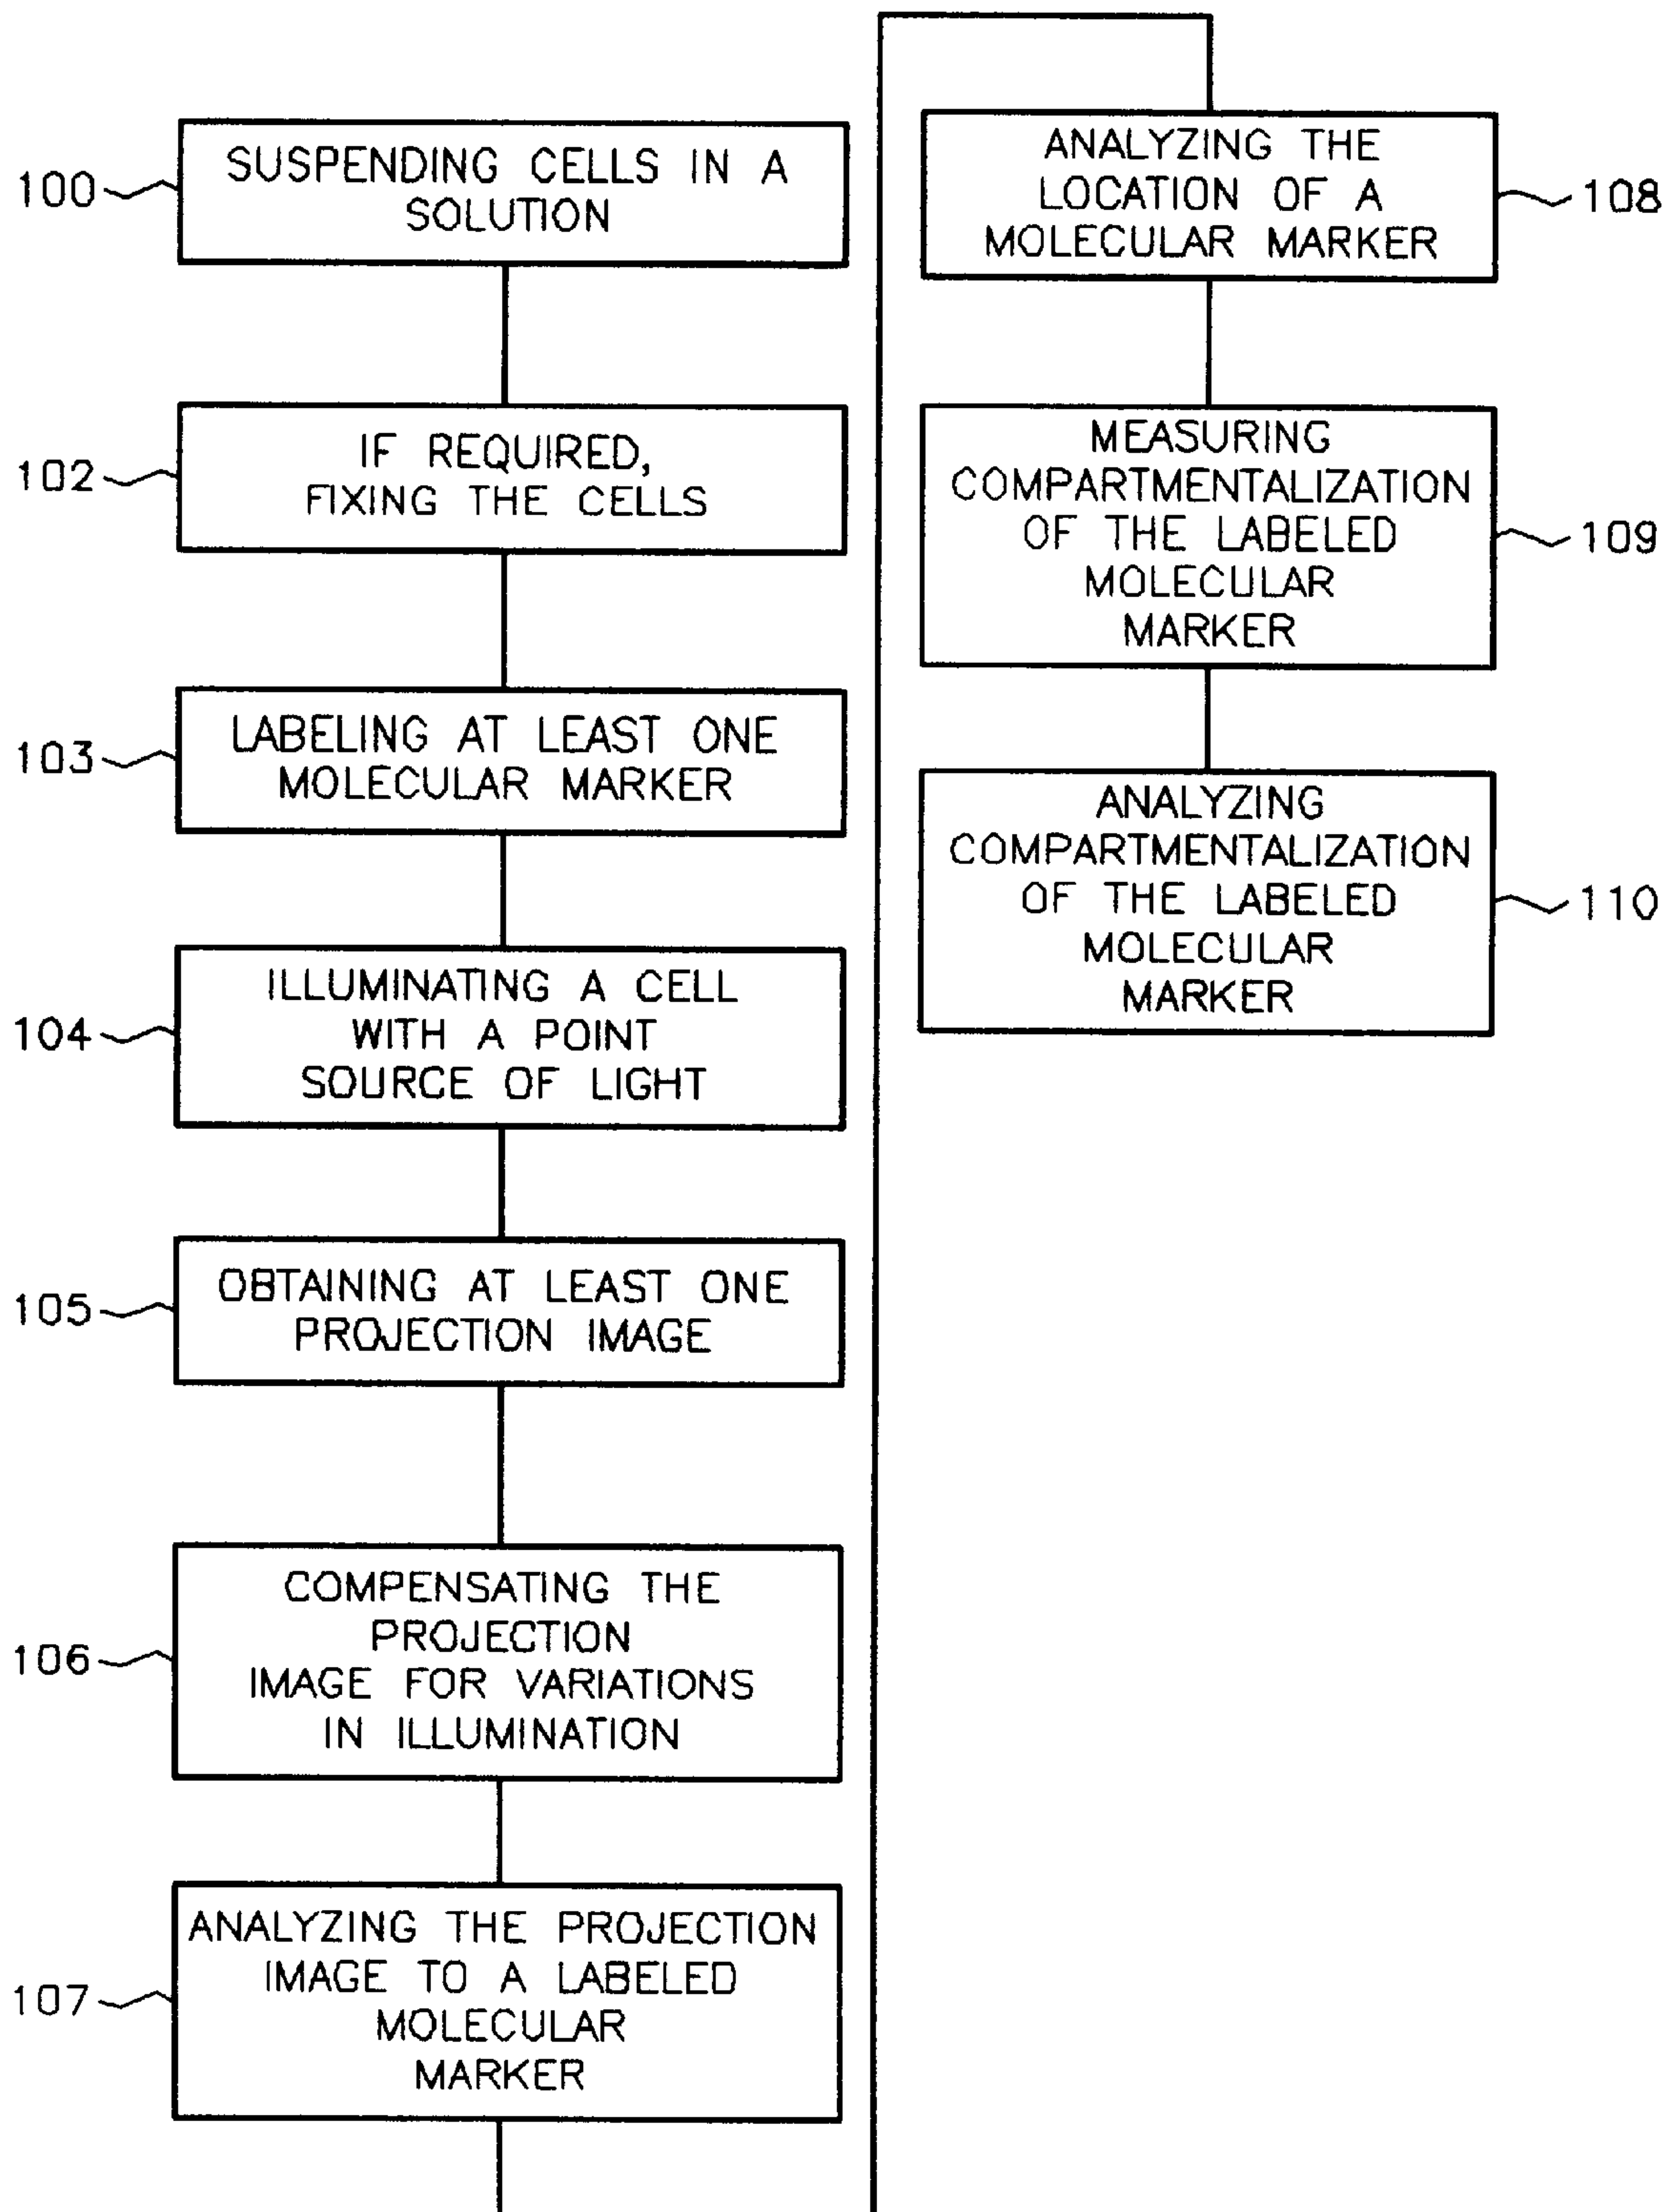 100
SUSPENDING CELLS IN A
SOLUTION
102
IF REQUIRED,
FIXING THE CELLS
103
LABELING AT LEAST ONE
MOLECULAR MARKER
104
ILLUMINATING A CELL
WITH A POINT
SOURCE OF LIGHT
105
OBTAINING AT LEAST ONE
PROJECTION IMAGE
106
COMPENSATING THE
PROJECTION
IMAGE FOR VARIATIONS
IN ILLUMINATION
107
ANALYZING THE PROJECTION
IMAGE TO A LABELED
MOLECULAR
MARKER
ANALYZING THE
LOCATION OF A
MOLECULAR MARKER
108
MEASURING
COMPARTMENTALIZATION
OF THE LABELED
MOLECULAR
MARKER
109
ANALYZING
COMPARTMENTALIZATION
OF THE LABELED
MOLECULAR
MARKER
110